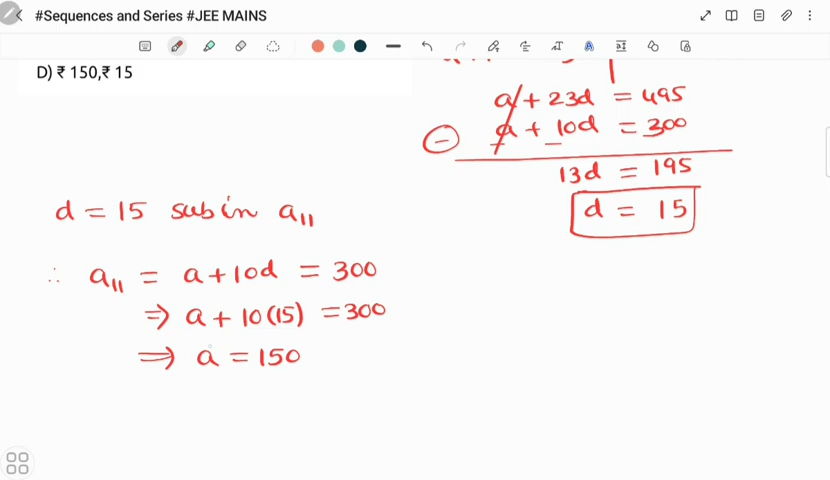 #Sequences and Series #JEE MAINS
D) ₹ 150,₹ 15
a + 23d = 495
⊖ a + 10d = 300
13d = 195
d = 15
d = 15 sub in a₁₁
∴ a₁₁ = a + 10d = 300
⇒ a + 10(15) = 300
⇒ a = 150